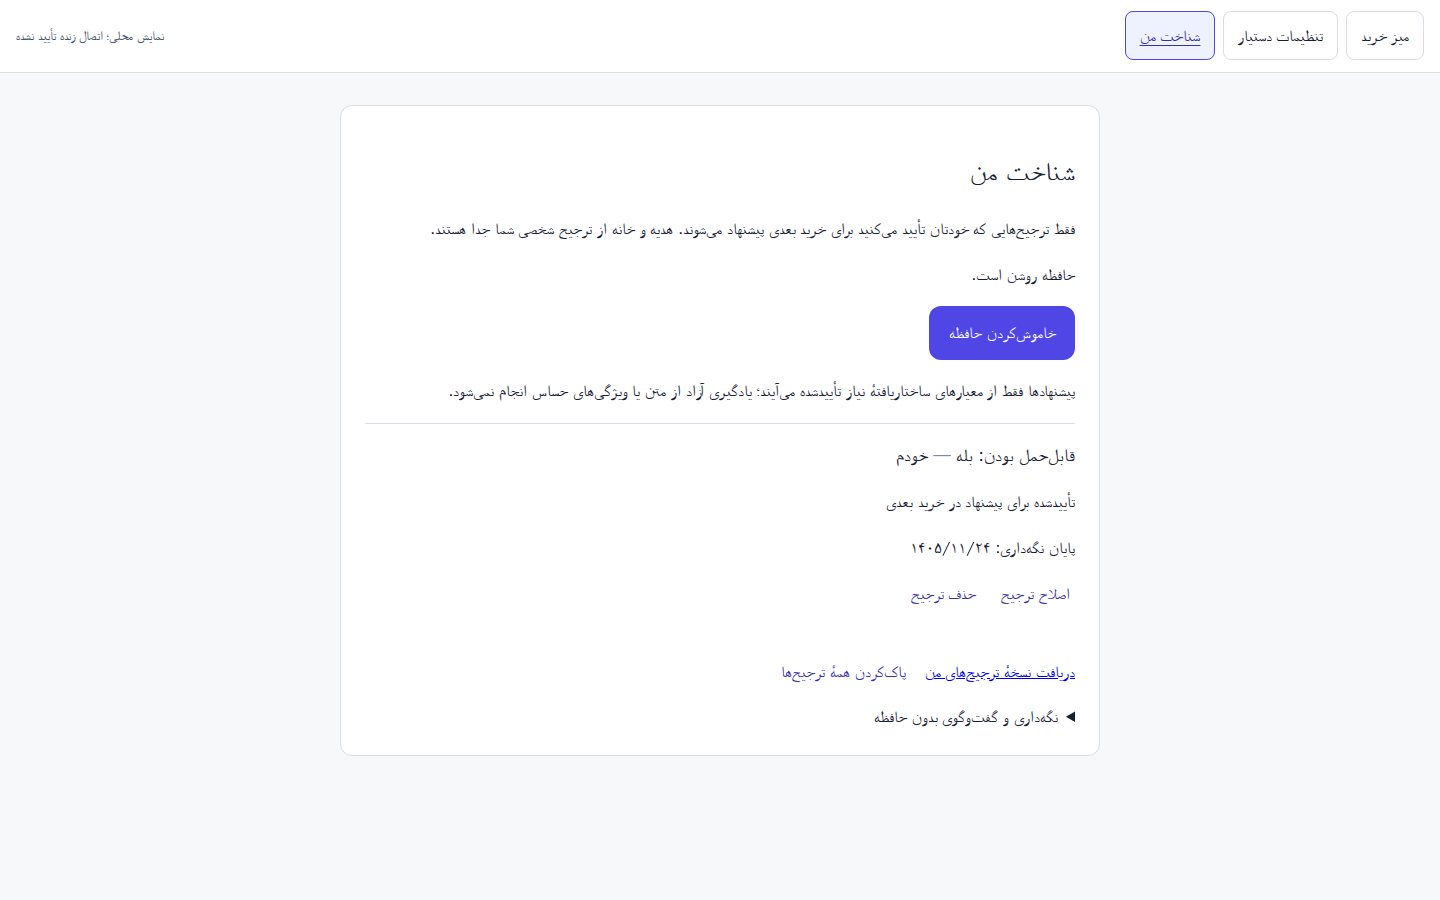 میز خرید
تنظیمات دستیار
شناخت من
نمایش محلی؛ اتصال زنده تأیید نشده
شناخت من
فقط ترجیح‌هایی که خودتان تأیید می‌کنید برای خرید بعدی پیشنهاد می‌شوند. هدیه و خانه از ترجیح شخصی شما جدا هستند.
حافظه روشن است.
خاموش‌کردن حافظه
پیشنهادها فقط از معیارهای ساختاریافتهٔ نیاز تأییدشده می‌آیند؛ یادگیری آزاد از متن یا ویژگی‌های حساس انجام نمی‌شود.
قابل‌حمل بودن: بله — خودم
تأییدشده برای پیشنهاد در خرید بعدی
پایان نگه‌داری: ۱۴۰۵/۱۱/۲۴
اصلاح ترجیح حذف ترجیح
دریافت نسخهٔ ترجیح‌های من پاک‌کردن همهٔ ترجیح‌ها
نگه‌داری و گفت‌وگوی بدون حافظه